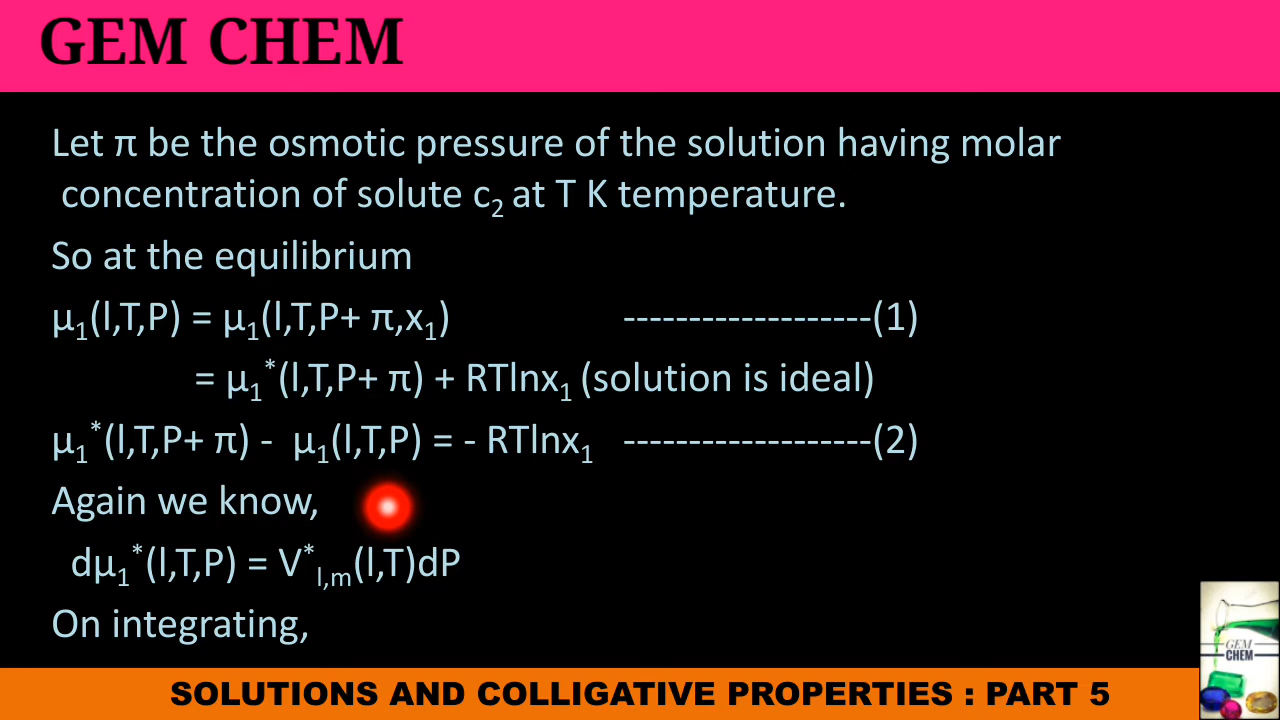 GEM CHEM
Let π be the osmotic pressure of the solution having molar
concentration of solute c₂ at T K temperature.
So at the equilibrium
μ₁(l,T,P) = μ₁(l,T,P+ π,x₁) -------------------(1)
= μ₁*(l,T,P+ π) + RTlnx₁ (solution is ideal)
μ₁*(l,T,P+ π) - μ₁(l,T,P) = - RTlnx₁ -------------------(2)
Again we know,
dμ₁*(l,T,P) = V*l,m(l,T)dP
On integrating,
GEM
CHEM
SOLUTIONS AND COLLIGATIVE PROPERTIES : PART 5